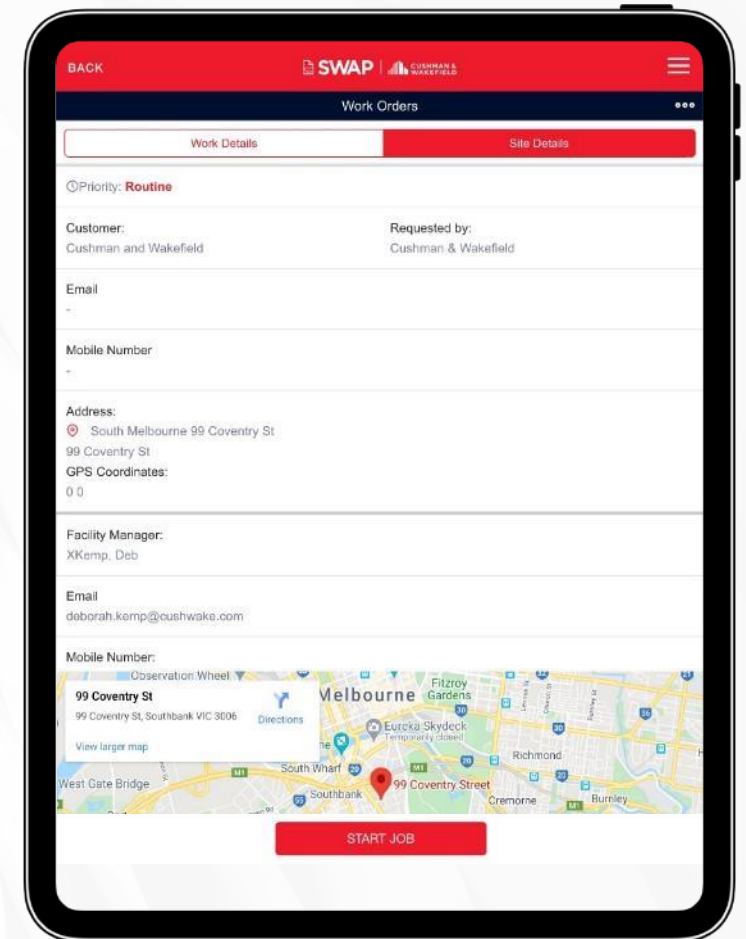 BACK
SWAP | CUSHMAN & WAKEFIELD
Work Orders
Work Details
Site Details
Priority: Routine
Customer:
Cushman and Wakefield
Requested by:
Cushman & Wakefield
Email
-
Mobile Number
-
Address:
South Melbourne 99 Coventry St
99 Coventry St
GPS Coordinates:
0 0
Facility Manager:
XKemp, Deb
Email
deborah.kemp@cushwake.com
Mobile Number:
Observation Wheel
99 Coventry St
99 Coventry St, Southbank VIC 3006
Directions
View larger map
Melbourne
Fitzroy
Gardens
Eureka Skydeck
Temporarily closed
Richmond
South Wharf
West Gate Bridge
M1
Southbank
99 Coventry Street
Cremorne
Burnley
START JOB